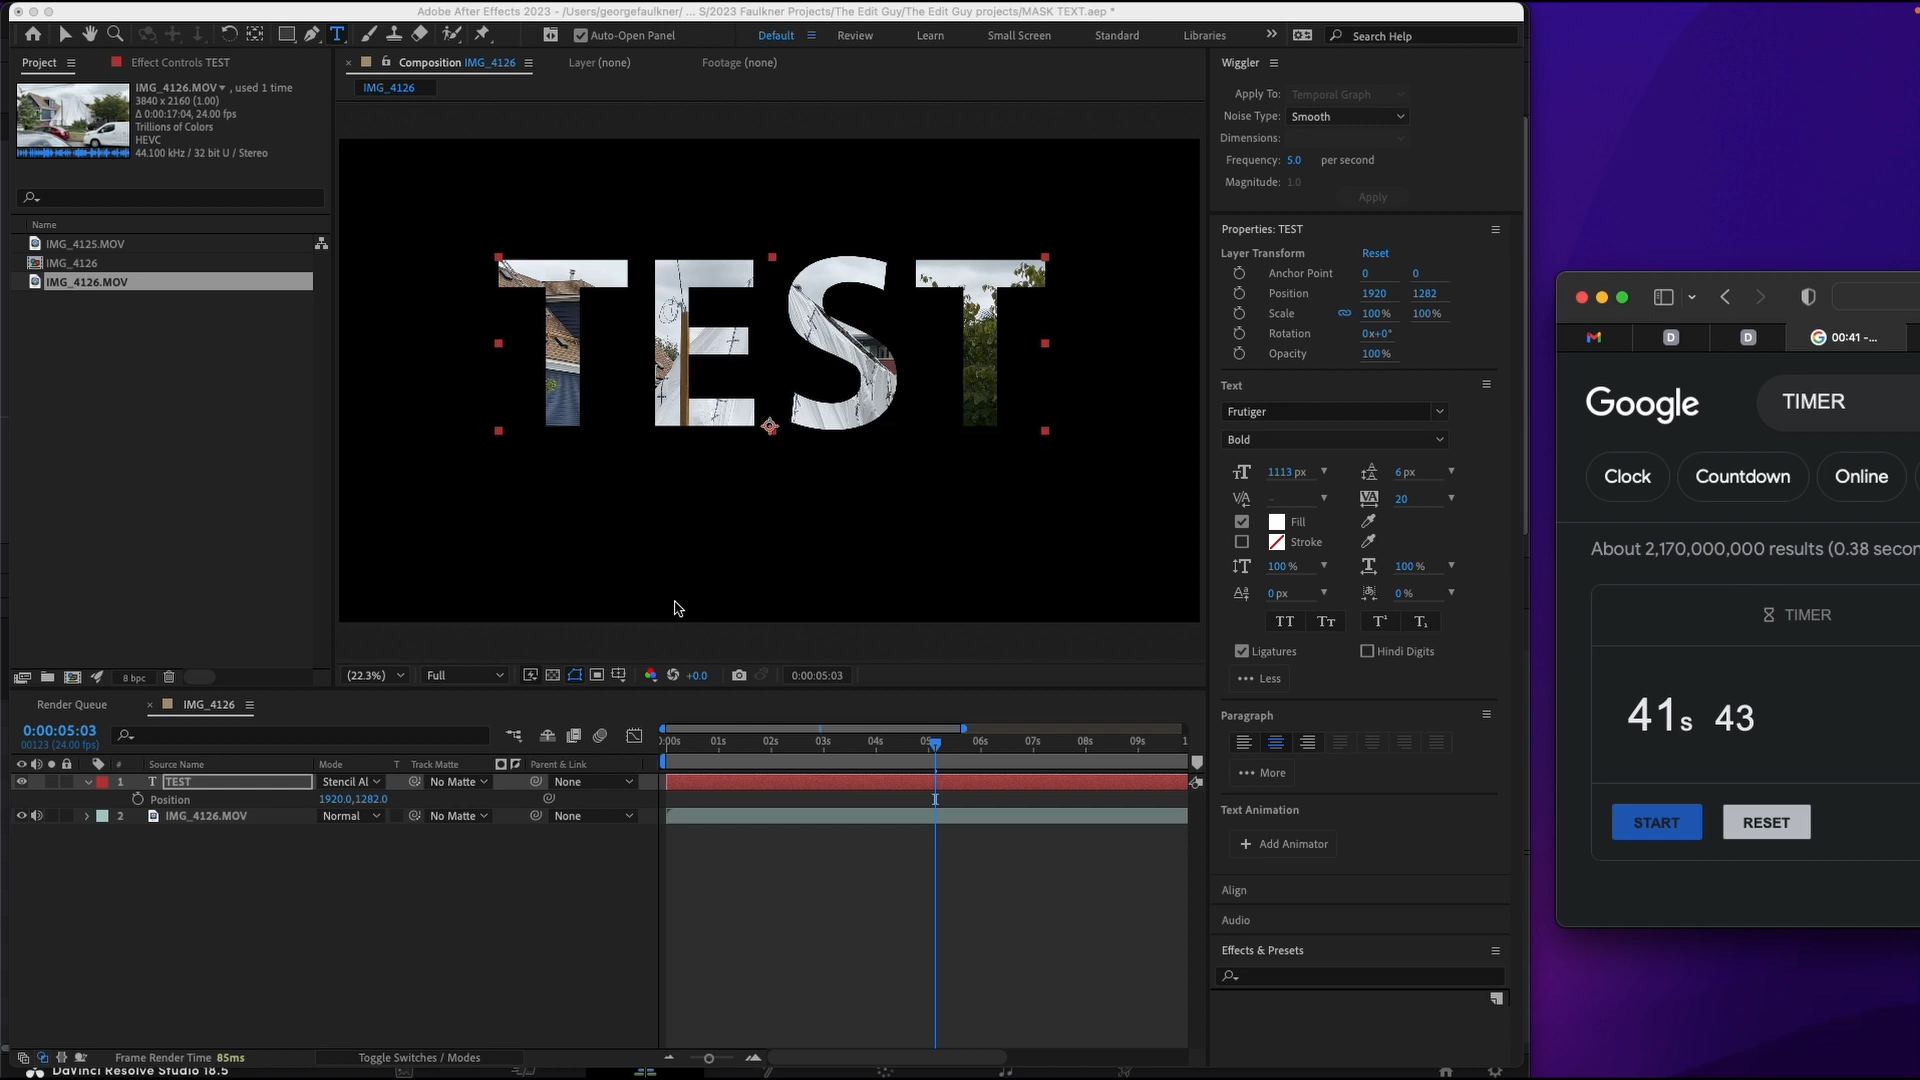 Adobe After Effects 2023 - /Users/georgefaulkner/ ... S/2023 Faulkner Projects/The Edit Guy/The Edit Guy projects/MASK TEXT.aep *
Auto-Open Panel
Default
Review
Learn
Small Screen
Standard
Libraries
Search Help
Project
Effect Controls TEST
Composition IMG_4126
Layer (none)
Footage (none)
IMG_4126
IMG_4126.MOV , used 1 time
3840 x 2160 (1.00)
Δ 0:00:17:04, 24.00 fps
Trillions of Colors
HEVC
44.100 kHz / 32 bit U / Stereo
Name
IMG_4125.MOV
IMG_4126
IMG_4126.MOV
8 bpc
TEST
(22.3%)
Full
+0.0
0:00:05:03
Wiggler
Apply To: Temporal Graph
Noise Type: Smooth
Dimensions:
Frequency: 5.0 per second
Magnitude: 1.0
Apply
Properties: TEST
Layer Transform Reset
Anchor Point 0 0
Position 1920 1282
Scale 100% 100%
Rotation 0x+0°
Opacity 100%
Text
Frutiger
Bold
1113 px 6 px
20
Fill
Stroke
100 % 100 %
0 px 0 %
Ligatures Hindi Digits
Less
Paragraph
More
Text Animation
Add Animator
Align
Audio
Effects & Presets
Render Queue
IMG_4126
0:00:05:03
00123 (24.00 fps)
:00s 01s 02s 03s 04s 05s 06s 07s 08s 09s 1
# Source Name Mode T Track Matte Parent & Link
1 T TEST Stencil Al No Matte None
Position 1920.0,1282.0
2 IMG_4126.MOV Normal No Matte None
Frame Render Time 85ms
Toggle Switches / Modes
DaVinci Resolve Studio 18.5
00:41 -...
Google
TIMER
Clock
Countdown
Online
About 2,170,000,000 results (0.38 secon
TIMER
41s 43
START
RESET